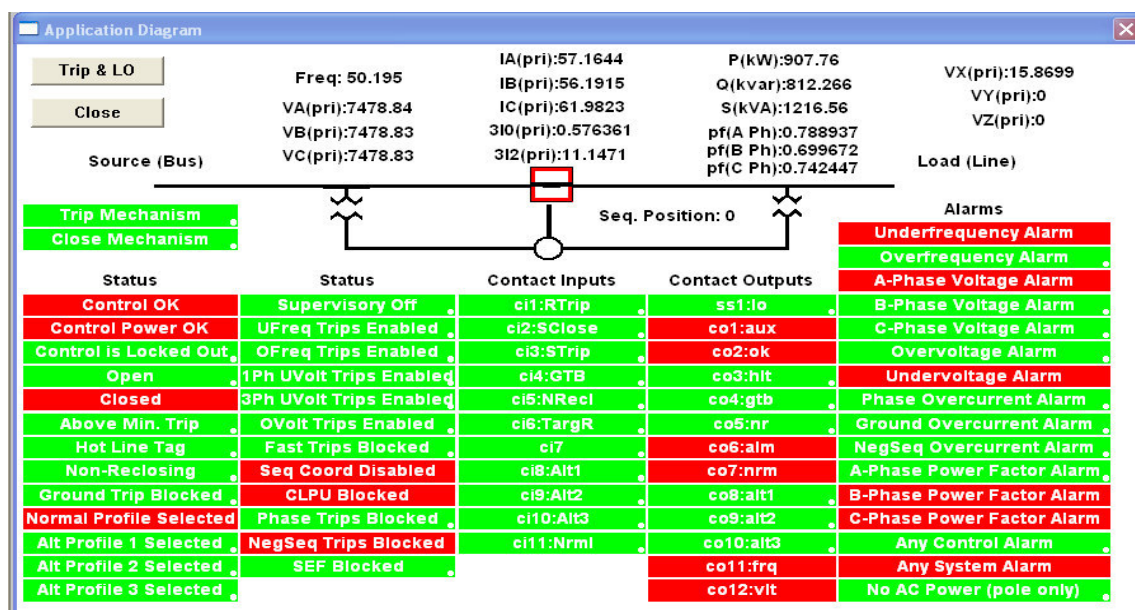 Application Diagram
Trip & LO
Close
Source (Bus)
Freq: 50.195
VA(pri):7478.84
VB(pri):7478.83
VC(pri):7478.83
IA(pri):57.1644
IB(pri):56.1915
IC(pri):61.9823
3I0(pri):0.576361
3I2(pri):11.1471
P(kW):907.76
Q(kvar):812.266
S(kVA):1216.56
pf(A Ph):0.788937
pf(B Ph):0.699672
pf(C Ph):0.742447
VX(pri):15.8699
VY(pri):0
VZ(pri):0
Load (Line)
Seq. Position: 0
Trip Mechanism
Close Mechanism
Status
Control OK
Control Power OK
Control is Locked Out
Open
Closed
Above Min. Trip
Hot Line Tag
Non-Reclosing
Ground Trip Blocked
Normal Profile Selected
Alt Profile 1 Selected
Alt Profile 2 Selected
Alt Profile 3 Selected
Status
Supervisory Off
UFreq Trips Enabled
OFreq Trips Enabled
1Ph UVolt Trips Enabled
3Ph UVolt Trips Enabled
OVolt Trips Enabled
Fast Trips Blocked
Seq Coord Disabled
CLPU Blocked
Phase Trips Blocked
NegSeq Trips Blocked
SEF Blocked
Contact Inputs
ci1:RTrip
ci2:SClose
ci3:STrip
ci4:GTB
ci5:NRecl
ci6:TargR
ci7
ci8:Alt1
ci9:Alt2
ci10:Alt3
ci11:Nrml
Contact Outputs
ss1:lo
co1:aux
co2:ok
co3:hlt
co4:gtb
co5:nr
co6:alm
co7:nrm
co8:alt1
co9:alt2
co10:alt3
co11:frq
co12:vlt
Alarms
Underfrequency Alarm
Overfrequency Alarm
A-Phase Voltage Alarm
B-Phase Voltage Alarm
C-Phase Voltage Alarm
Overvoltage Alarm
Undervoltage Alarm
Phase Overcurrent Alarm
Ground Overcurrent Alarm
NegSeq Overcurrent Alarm
A-Phase Power Factor Alarm
B-Phase Power Factor Alarm
C-Phase Power Factor Alarm
Any Control Alarm
Any System Alarm
No AC Power (pole only)